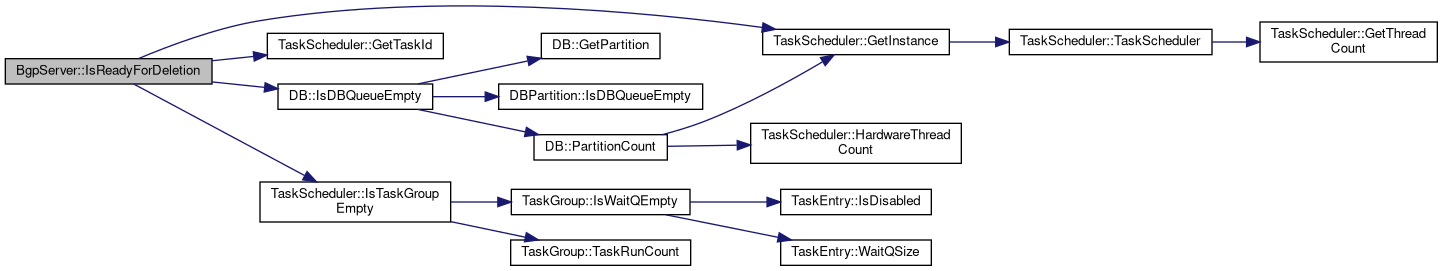 BgpServer::IsReadyForDeletion
TaskScheduler::GetTaskId
DB::IsDBQueueEmpty
TaskScheduler::IsTaskGroup
Empty
DB::GetPartition
DBPartition::IsDBQueueEmpty
DB::PartitionCount
TaskGroup::IsWaitQEmpty
TaskGroup::TaskRunCount
TaskScheduler::GetInstance
TaskScheduler::HardwareThread
Count
TaskEntry::IsDisabled
TaskEntry::WaitQSize
TaskScheduler::TaskScheduler
TaskScheduler::GetThread
Count